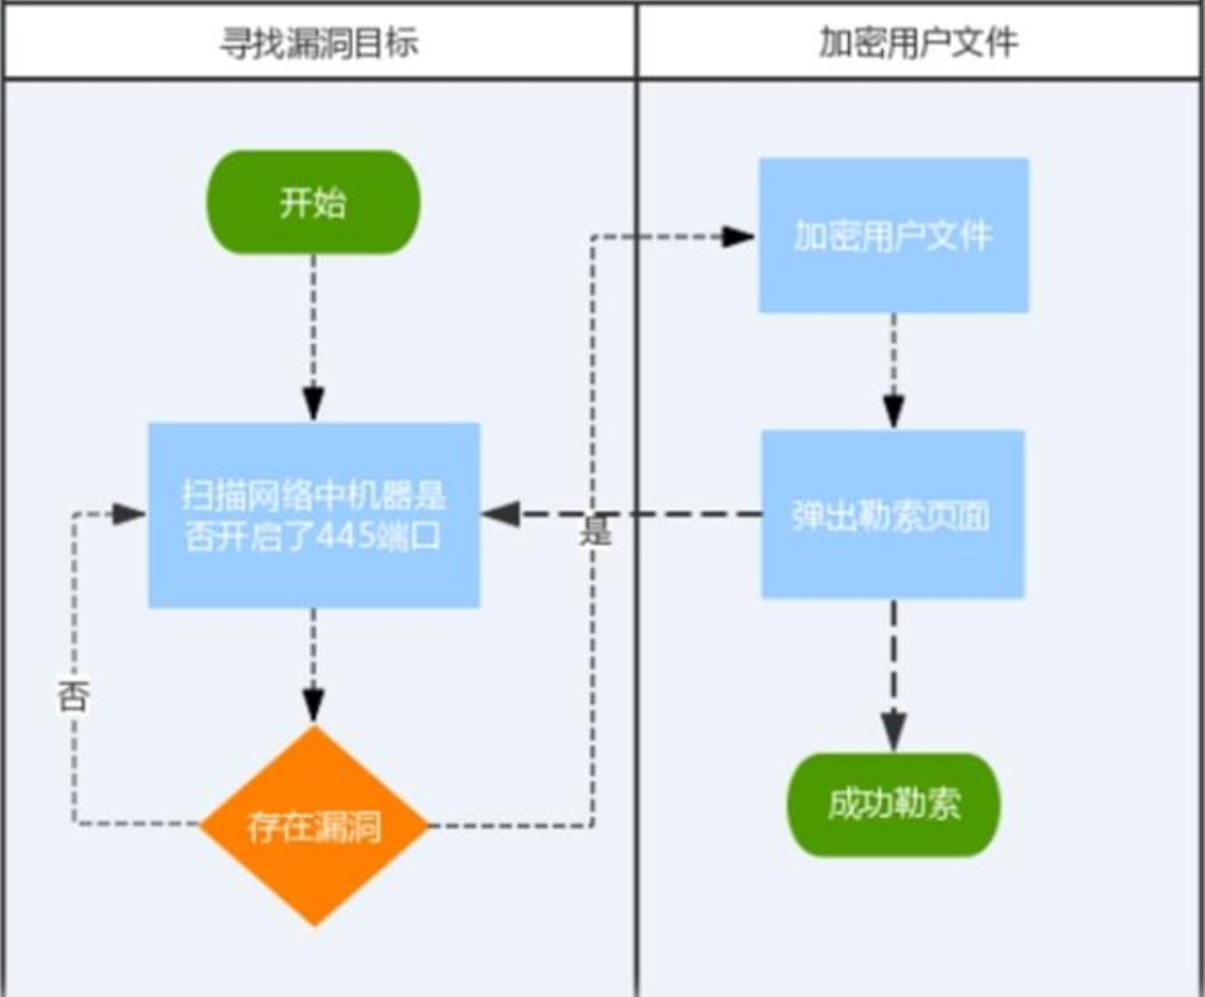 寻找漏洞目标
加密用户文件
开始
扫描网络中机器是
否开启了445端口
否
存在漏洞
是
加密用户文件
弹出勒索页面
成功勒索